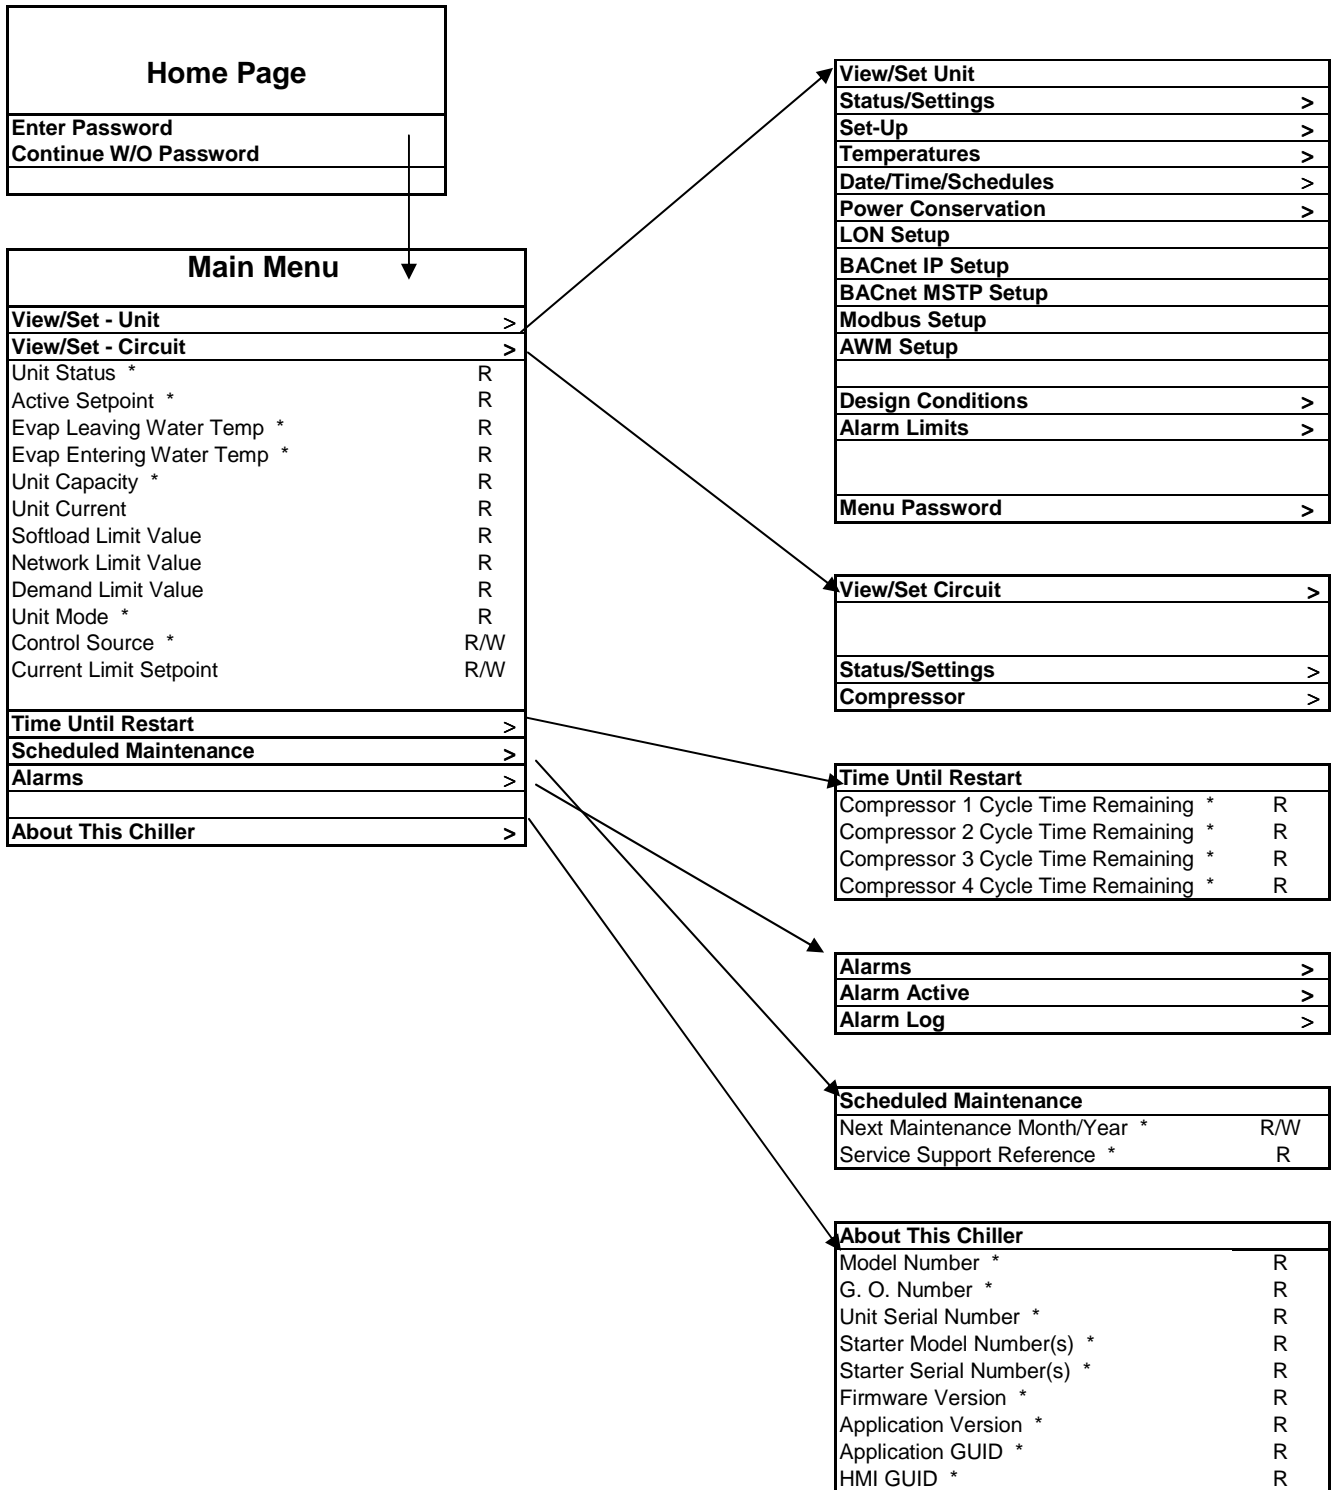 Home Page
Enter Password
Continue W/O Password
Main Menu
View/Set - Unit >
View/Set - Circuit >
Unit Status * R
Active Setpoint * R
Evap Leaving Water Temp * R
Evap Entering Water Temp * R
Unit Capacity * R
Unit Current R
Softload Limit Value R
Network Limit Value R
Demand Limit Value R
Unit Mode * R
Control Source * R/W
Current Limit Setpoint R/W
Time Until Restart >
Scheduled Maintenance >
Alarms >
About This Chiller >
View/Set Unit
Status/Settings >
Set-Up >
Temperatures >
Date/Time/Schedules >
Power Conservation >
LON Setup
BACnet IP Setup
BACnet MSTP Setup
Modbus Setup
AWM Setup
Design Conditions >
Alarm Limits >
Menu Password >
View/Set Circuit >
Status/Settings >
Compressor >
Time Until Restart
Compressor 1 Cycle Time Remaining * R
Compressor 2 Cycle Time Remaining * R
Compressor 3 Cycle Time Remaining * R
Compressor 4 Cycle Time Remaining * R
Alarms >
Alarm Active >
Alarm Log >
Scheduled Maintenance
Next Maintenance Month/Year * R/W
Service Support Reference * R
About This Chiller
Model Number * R
G. O. Number * R
Unit Serial Number * R
Starter Model Number(s) * R
Starter Serial Number(s) * R
Firmware Version * R
Application Version * R
Application GUID * R
HMI GUID * R